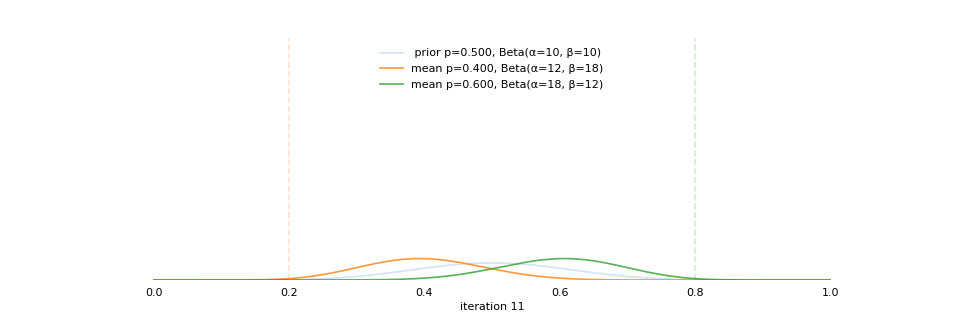 prior p=0.500, Beta(α=10, β=10)
mean p=0.400, Beta(α=12, β=18)
mean p=0.600, Beta(α=18, β=12)
0.0 0.2 0.4 0.6 0.8 1.0
iteration 11